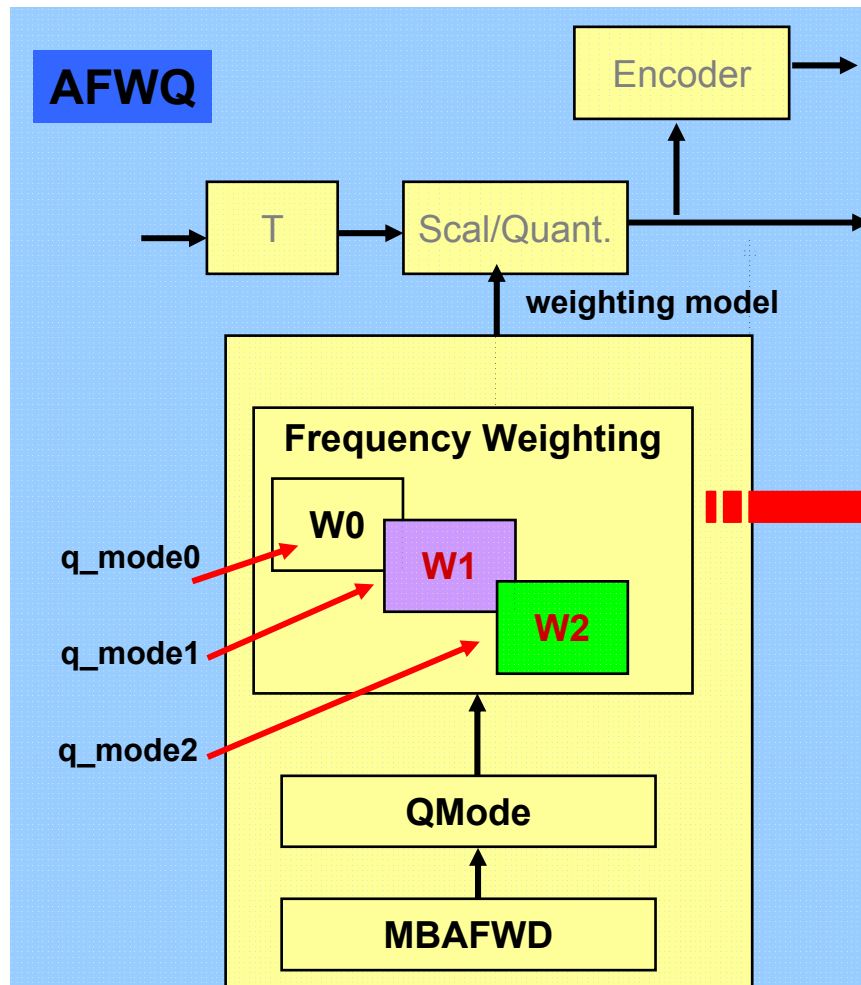 AFWQ
Encoder
T
Scal/Quant.
weighting model
Frequency Weighting
W0
q_mode0
W1
q_mode1
W2
q_mode2
QMode
MBAFWD